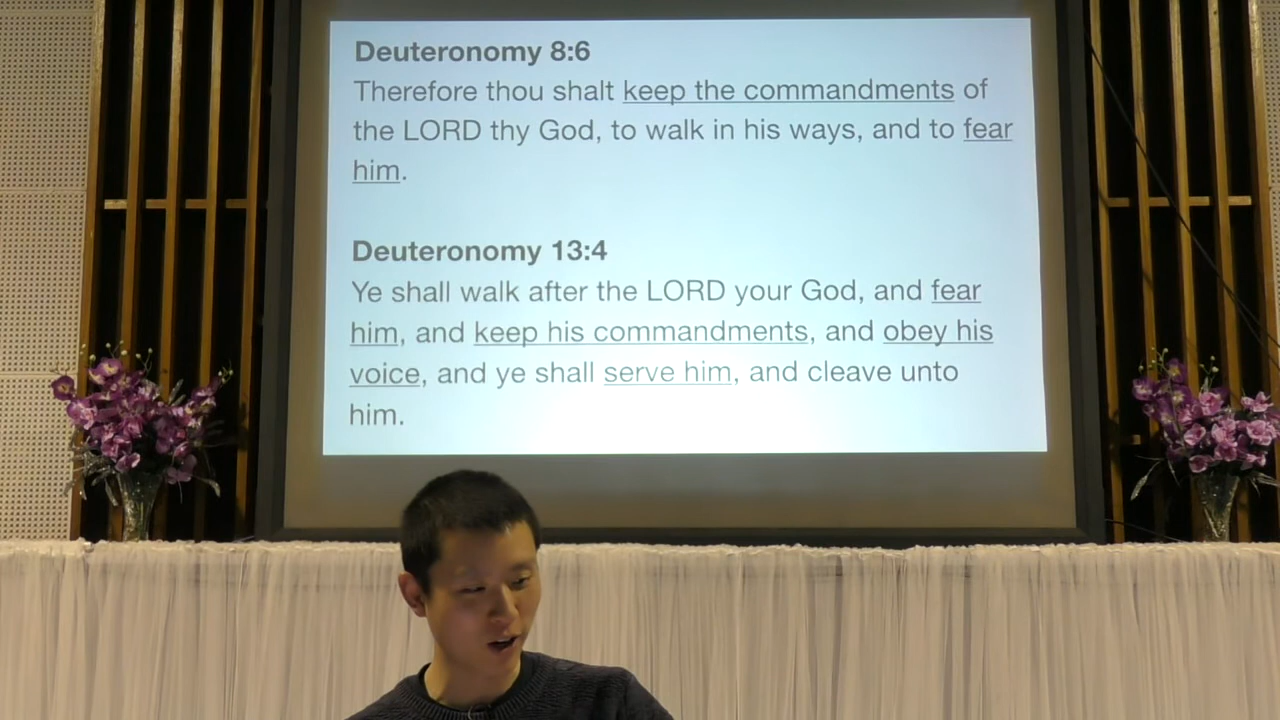 Deuteronomy 8:6
Therefore thou shalt keep the commandments of
the LORD thy God, to walk in his ways, and to fear
him.
Deuteronomy 13:4
Ye shall walk after the LORD your God, and fear
him, and keep his commandments, and obey his
voice, and ye shall serve him, and cleave unto
him.